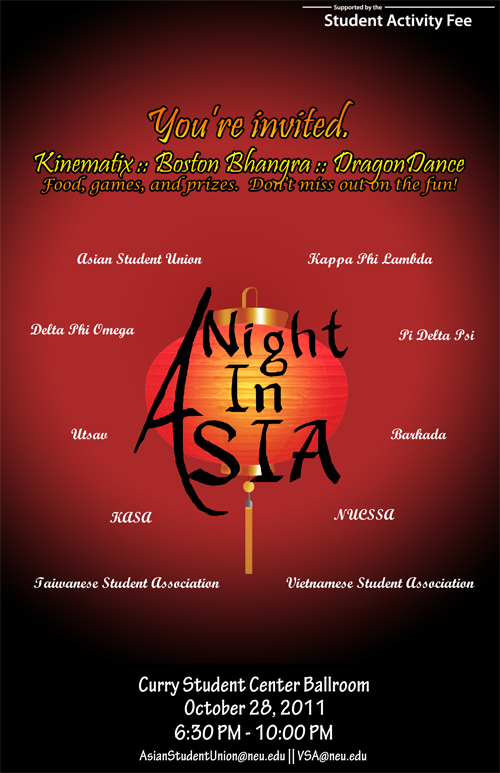 Supported by the
Student Activity Fee
You're invited.
Kinematix :: Boston Bhangra :: DragonDance
Food, games, and prizes. Don't miss out on the fun!
Asian Student Union
Kappa Phi Lambda
Delta Phi Omega
Pi Delta Psi
A Night
In
ASIA
Utsav
Barkada
KASA
NUCSSA
Taiwanese Student Association
Vietnamese Student Association
Curry Student Center Ballroom
October 28, 2011
6:30 PM - 10:00 PM
AsianStudentUnion@neu.edu || VSA@neu.edu